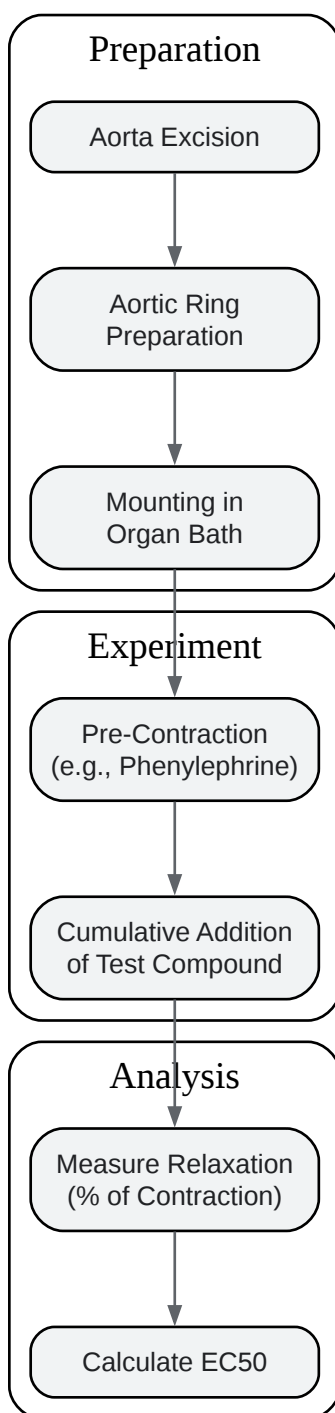 Preparation
Aorta Excision
Aortic Ring
Preparation
Mounting in
Organ Bath
Experiment
Pre-Contraction
(e.g., Phenylephrine)
Cumulative Addition
of Test Compound
Analysis
Measure Relaxation
(% of Contraction)
Calculate EC50